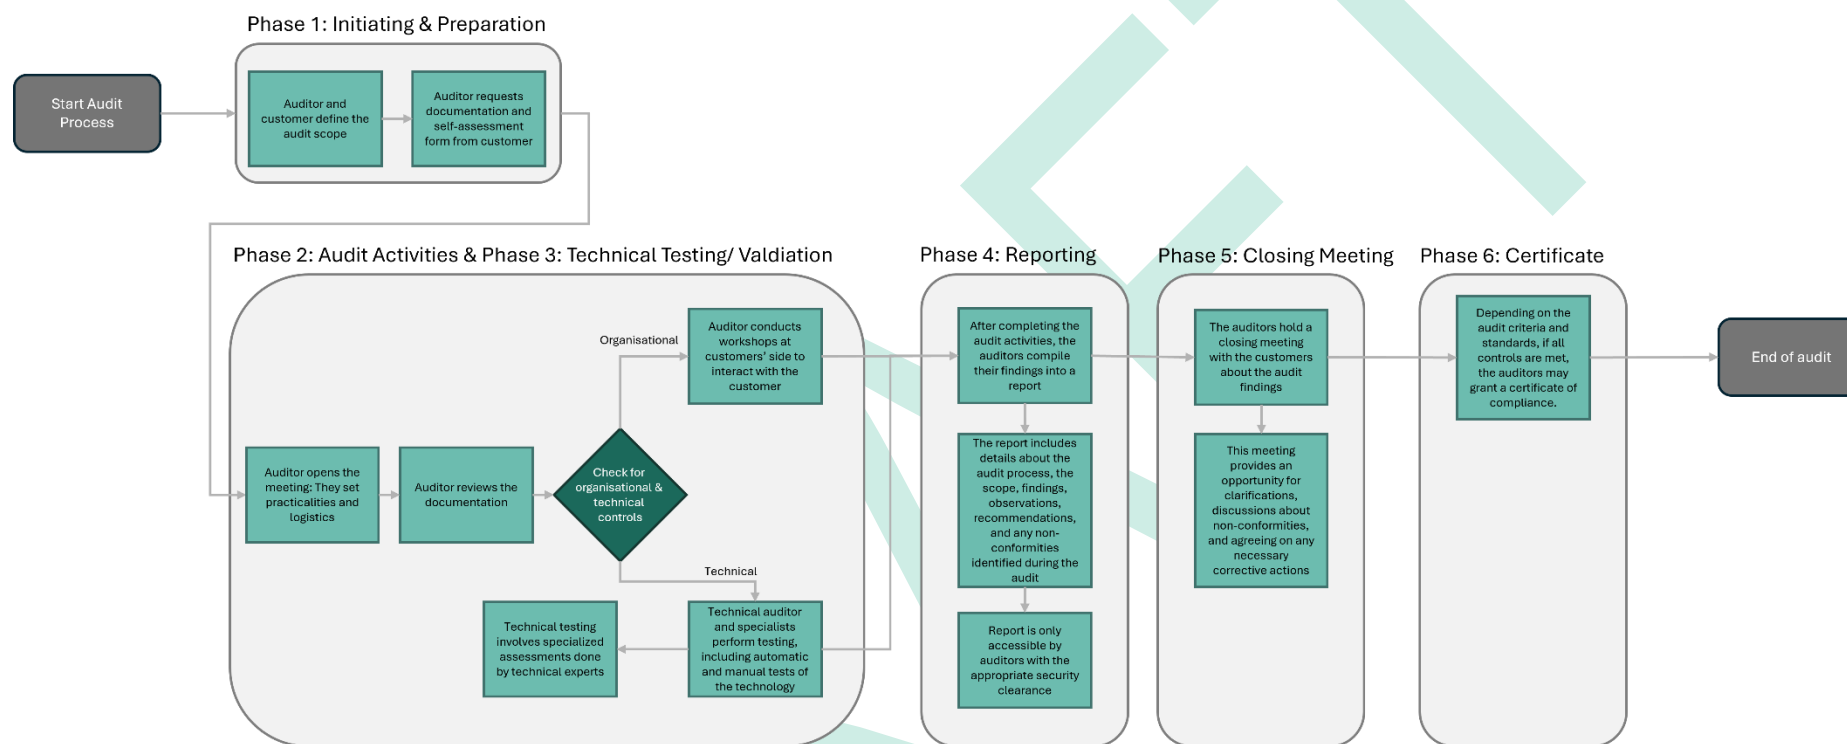 Phase 1: Initiating & Preparation
Start Audit
Process
Auditor and
customer define the
audit scope
Auditor requests
documentation and
self-assessment
form from customer
Phase 2: Audit Activities & Phase 3: Technical Testing/ Valdiation
Auditor opens the
meeting: They set
practicalities and
logistics
Auditor reviews the
documentation
Check for
organisational &
technical
controls
Organisational
Auditor conducts
workshops at
customers' side to
interact with the
customer
Technical
Technical auditor
and specialists
perform testing,
including automatic
and manual tests of
the technology
Technical testing
involves specialized
assessments done
by technical experts
Phase 4: Reporting
After completing the
audit activities, the
auditors compile
their findings into a
report
The report includes
details about the
audit process, the
scope, findings,
observations,
recommendations,
and any non-
conformities
identified during the
audit
Report is only
accessible by
auditors with the
appropriate security
clearance
Phase 5: Closing Meeting
The auditors hold a
closing meeting
with the customers
about the audit
findings
This meeting
provides an
opportunity for
clarifications,
discussions about
non-conformities,
and agreeing on any
necessary
corrective actions
Phase 6: Certificate
Depending on the
audit criteria and
standards, if all
controls are met,
the auditors may
grant a certificate of
compliance.
End of audit